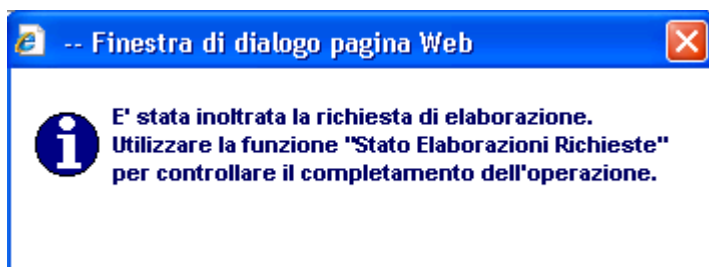 -- Finestra di dialogo pagina Web
E' stata inoltrata la richiesta di elaborazione.
Utilizzare la funzione "Stato Elaborazioni Richieste"
per controllare il completamento dell'operazione.